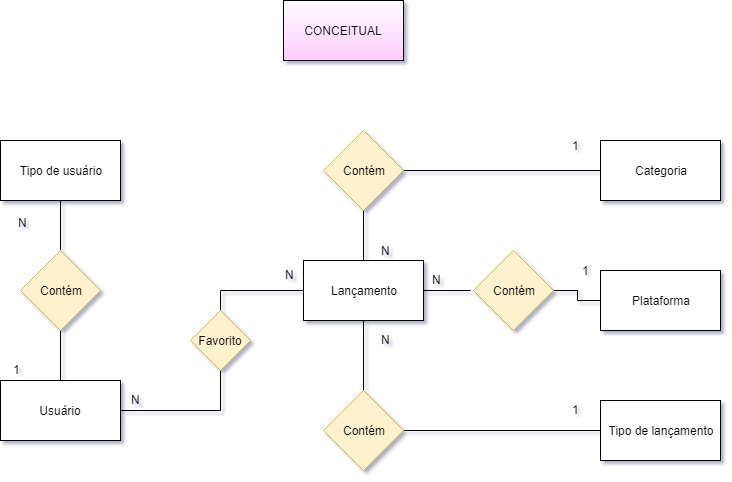 CONCEITUAL
1
Contém
Categoria
Tipo de usuário
N
N
N
1
N
Contém
Lançamento
Contém
Plataforma
Favorito
N
1
N
1
Usuário
Contém
Tipo de lançamento